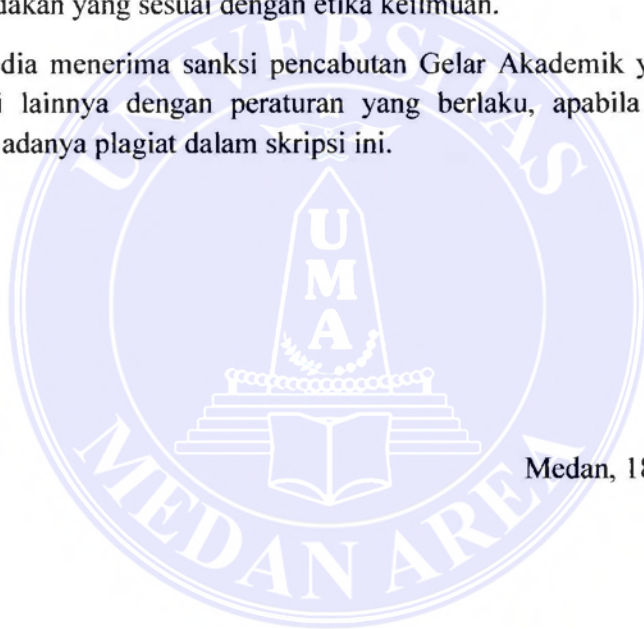 dakan yang sesuai dengan etika keilmuan.
dia menerima sanksi pencabutan Gelar Akademik y
i lainnya dengan peraturan yang berlaku, apabila
adanya plagiat dalam skripsi ini.
UNIVERSITAS
U
M
A
Medan, 18
MEDAN AREA